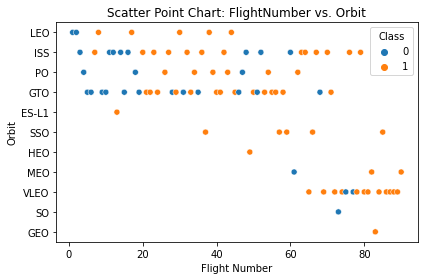 Scatter Point Chart: FlightNumber vs. Orbit
Class
0
1
LEO
ISS
PO
GTO
ES-L1
SSO
HEO
MEO
VLEO
SO
GEO
Orbit
0 20 40 60 80
Flight Number